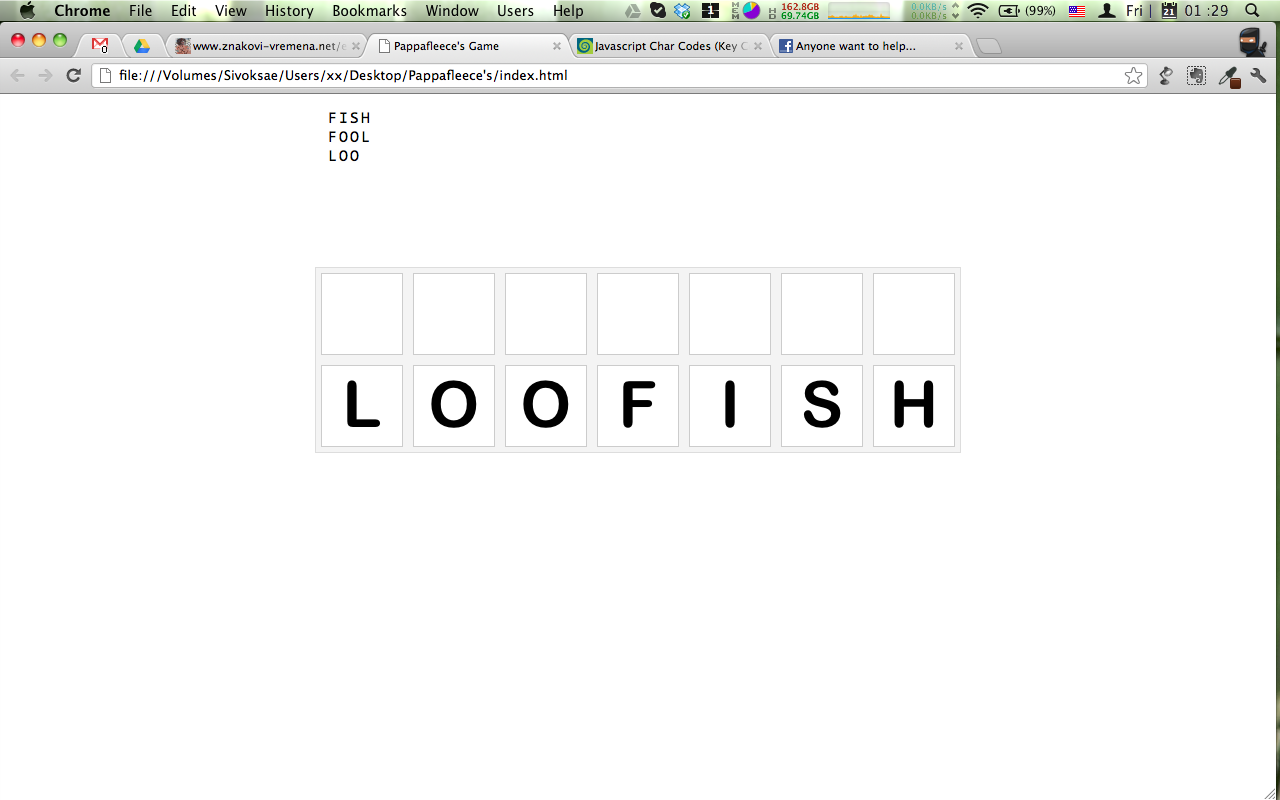 Chrome File Edit View History Bookmarks Window Users Help 1 MEM HD 162.8GB 69.74GB 0.0KB/s 0.0KB/s (99%) Fri 21 01:29
0 www.znakovi-vremena.net/ Pappafleece's Game Javascript Char Codes (Key C Anyone want to help...
file:///Volumes/Sivoksae/Users/xx/Desktop/Pappafleece's/index.html
FISH
FOOL
LOO
L O O F I S H